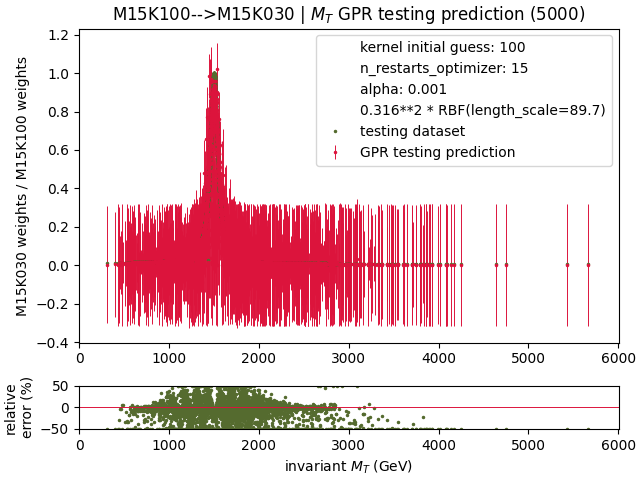 M15K100-->M15K030 | M_T GPR testing prediction (5000)
M15K030 weights / M15K100 weights
1.2
1.0
0.8
0.6
0.4
0.2
0.0
−0.2
−0.4
kernel initial guess: 100
n_restarts_optimizer: 15
alpha: 0.001
0.316**2 * RBF(length_scale=89.7)
testing dataset
GPR testing prediction
0 1000 2000 3000 4000 5000 6000
relative
error (%)
50
0
−50
0 1000 2000 3000 4000 5000 6000
invariant M_T (GeV)